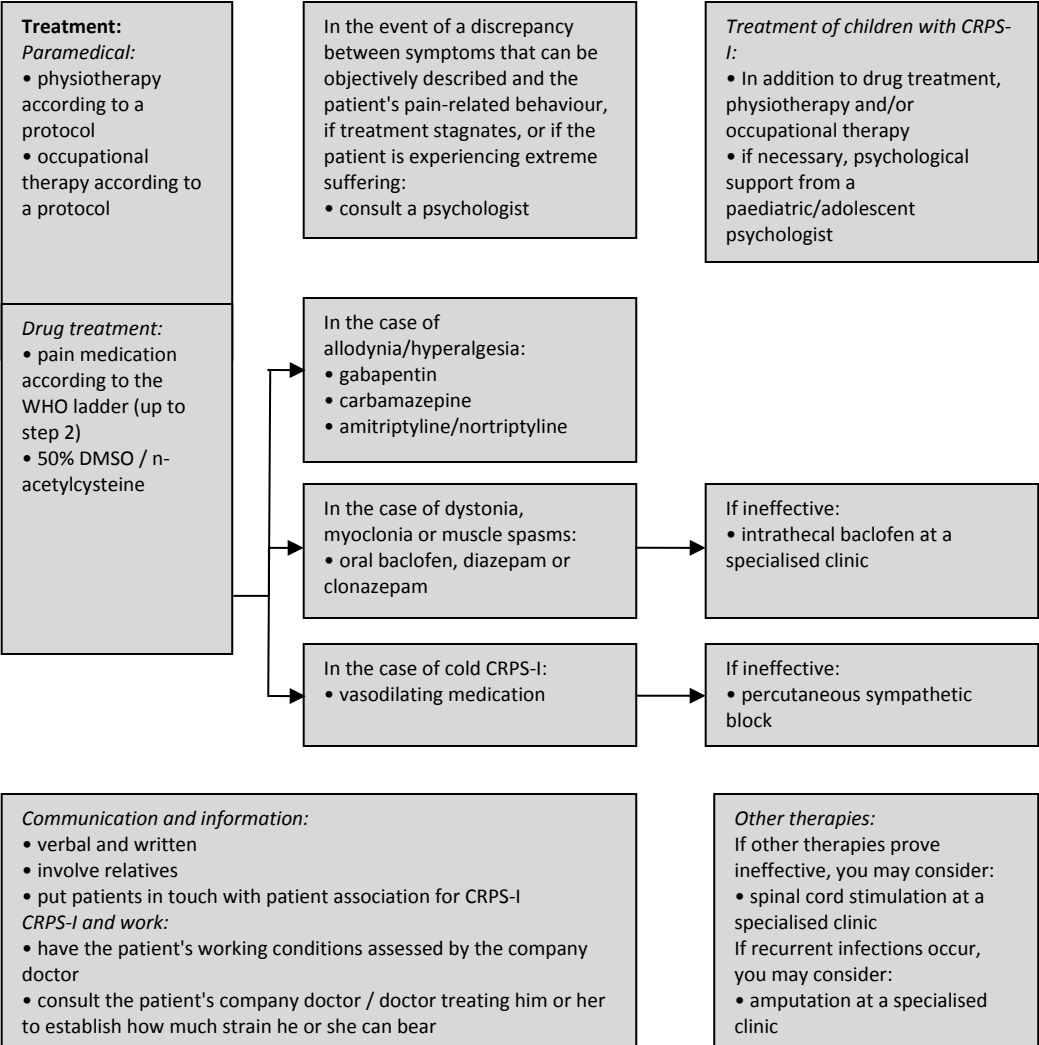 Treatment:
Paramedical:
• physiotherapy
according to a
protocol
• occupational
therapy according to
a protocol
In the event of a discrepancy
between symptoms that can be
objectively described and the
patient's pain-related behaviour,
if treatment stagnates, or if the
patient is experiencing extreme
suffering:
• consult a psychologist
Treatment of children with CRPS-
I:
• In addition to drug treatment,
physiotherapy and/or
occupational therapy
• if necessary, psychological
support from a
paediatric/adolescent
psychologist
Drug treatment:
• pain medication
according to the
WHO ladder (up to
step 2)
• 50% DMSO / n-
acetylcysteine
In the case of
allodynia/hyperalgesia:
• gabapentin
• carbamazepine
• amitriptyline/nortriptyline
In the case of dystonia,
myoclonia or muscle spasms:
• oral baclofen, diazepam or
clonazepam
If ineffective:
• intrathecal baclofen at a
specialised clinic
In the case of cold CRPS-I:
• vasodilating medication
If ineffective:
• percutaneous sympathetic
block
Communication and information:
• verbal and written
• involve relatives
• put patients in touch with patient association for CRPS-I
CRPS-I and work:
• have the patient's working conditions assessed by the company
doctor
• consult the patient's company doctor / doctor treating him or her
to establish how much strain he or she can bear
Other therapies:
If other therapies prove
ineffective, you may consider:
• spinal cord stimulation at a
specialised clinic
If recurrent infections occur,
you may consider:
• amputation at a specialised
clinic